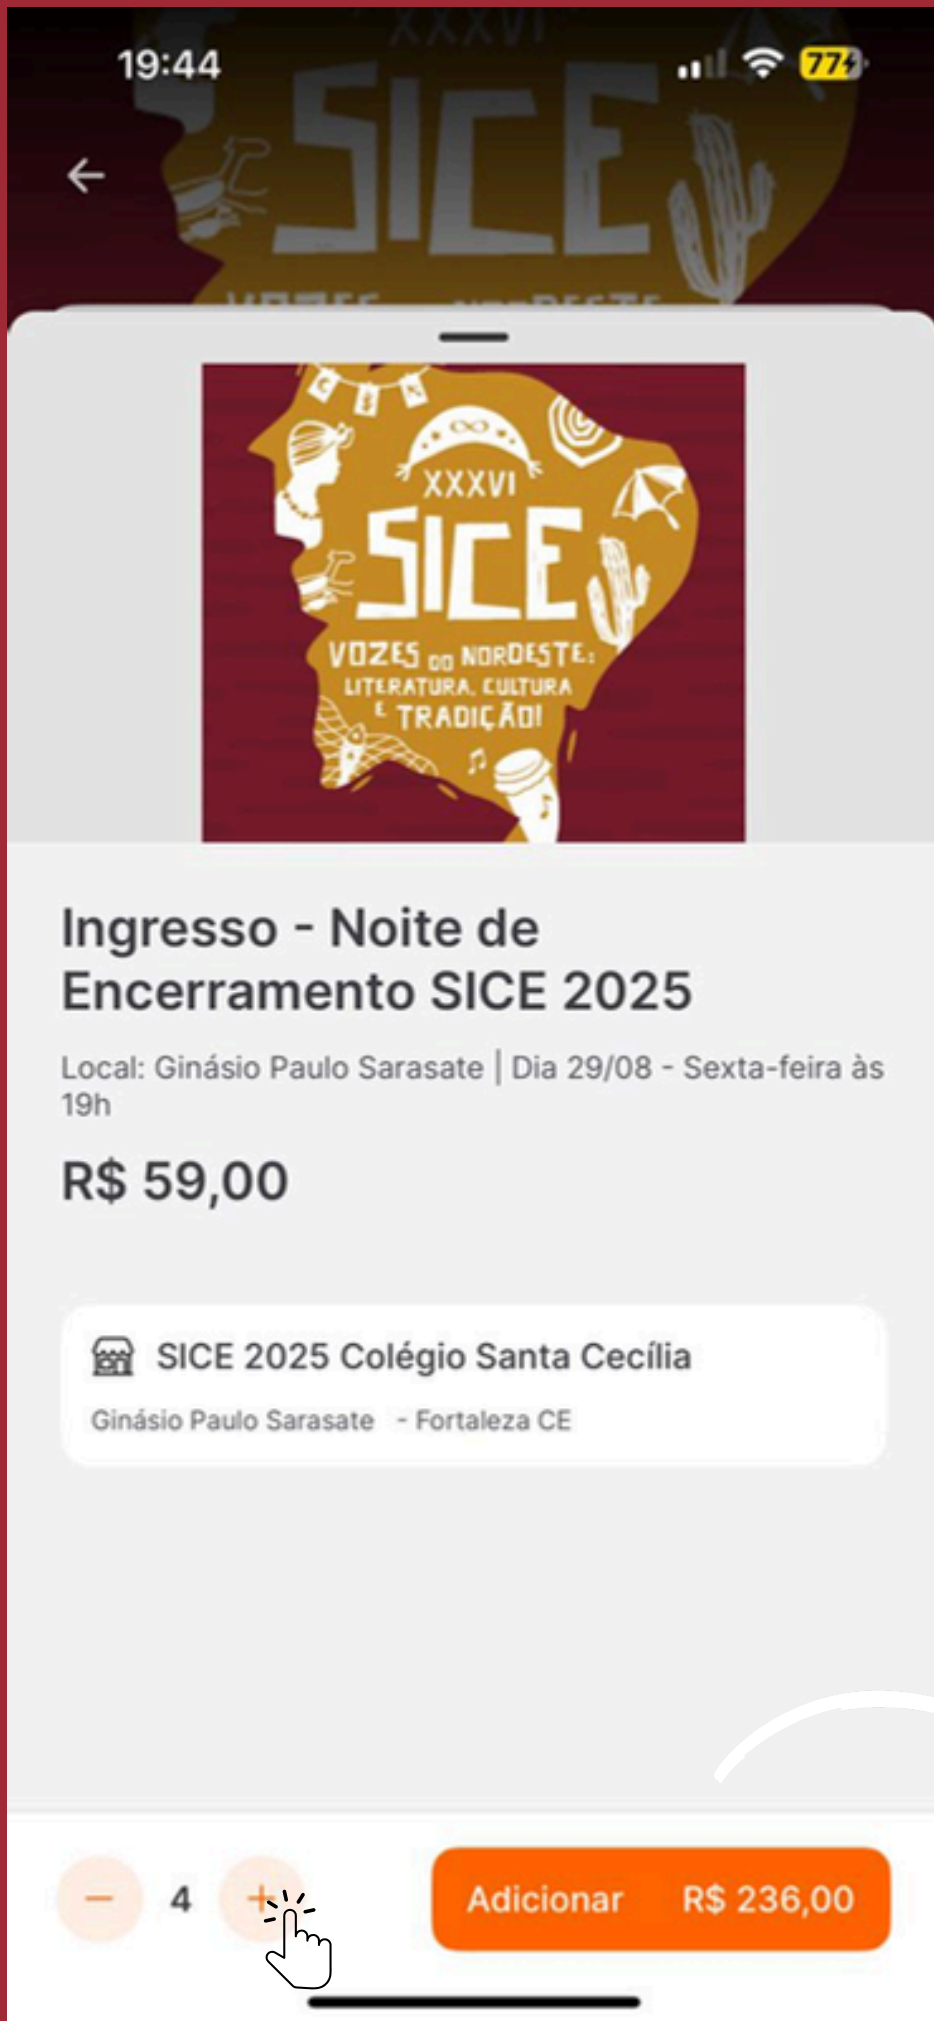 XXXVI
19:44
77
SICE
VOZES NORDESTE
C S N
XXXVI
SICE
VOZES DO NORDESTE:
LITERATURA, CULTURA
E TRADIÇÃO!
Ingresso - Noite de
Encerramento SICE 2025
Local: Ginásio Paulo Sarasate | Dia 29/08 - Sexta-feira às
19h
R$ 59,00
SICE 2025 Colégio Santa Cecília
Ginásio Paulo Sarasate - Fortaleza CE
4
Adicionar R$ 236,00